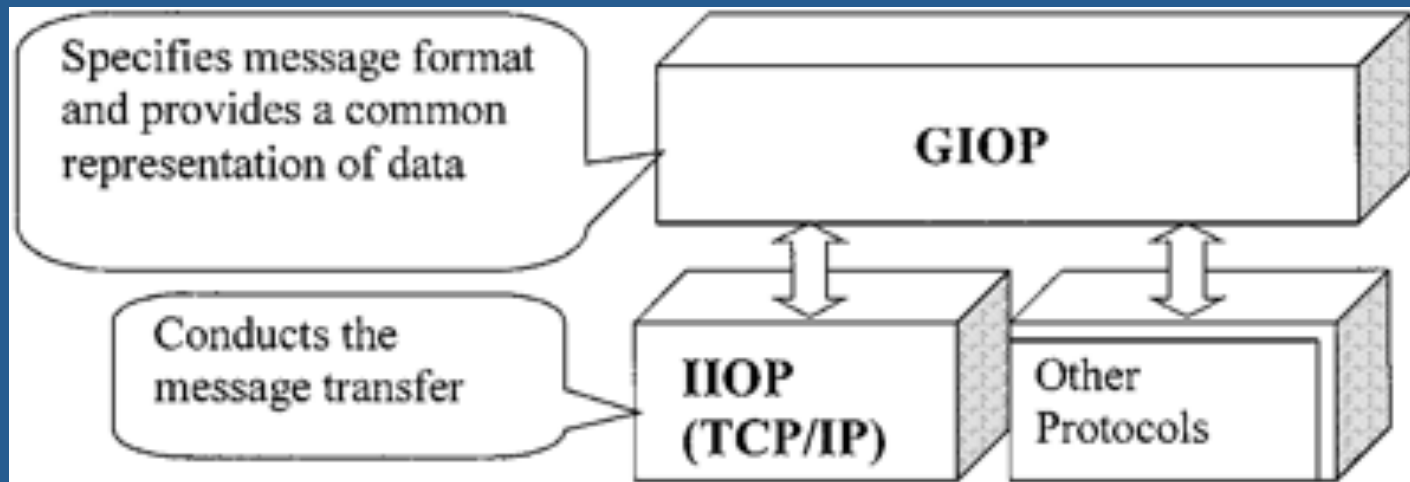 Specifies message format
and provides a common
representation of data
GIOP
Conducts the
message transfer
IIOP
(TCP/IP)
Other
Protocols